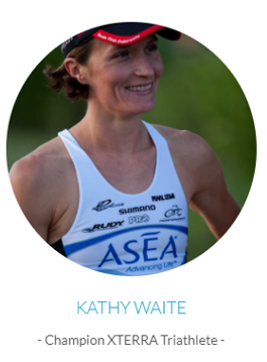 SHIMANO
PRO
RUDY
ASEA
Advancing Life
KATHY WAITE
- Champion XTERRA Triathlete -